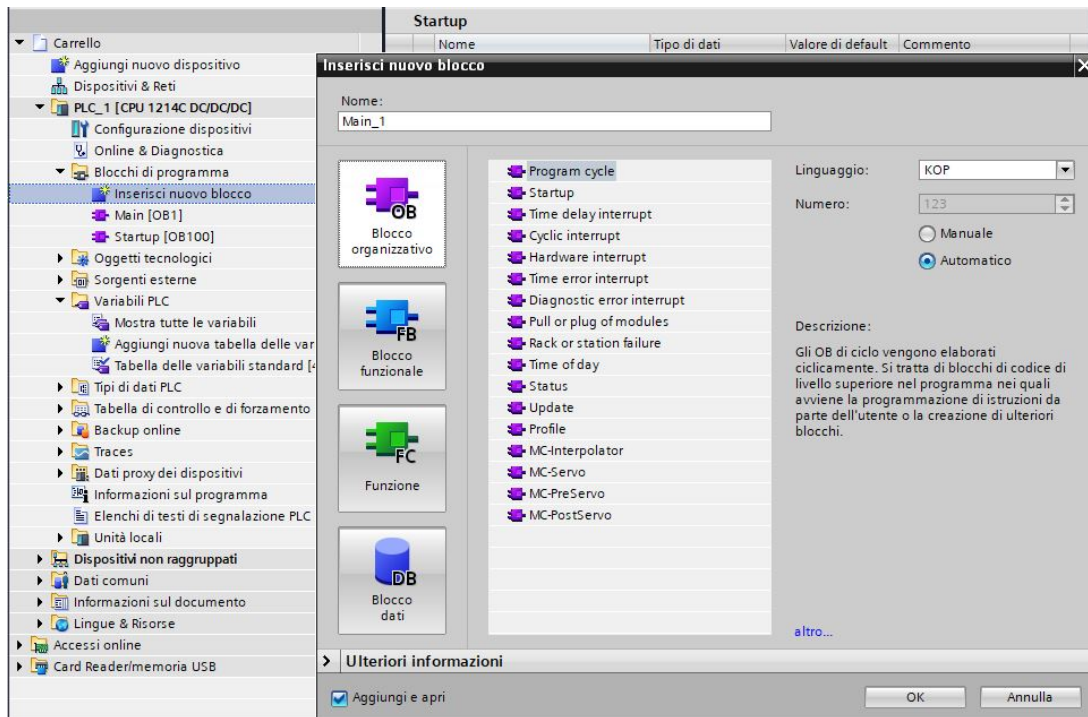 Startup
Nome Tipo di dati Valore di default Commento
Carrello
Aggiungi nuovo dispositivo
Dispositivi & Reti
PLC_1 [CPU 1214C DC/DC/DC]
Configurazione dispositivi
Online & Diagnostica
Blocchi di programma
Inserisci nuovo blocco
Main [OB1]
Startup [OB100]
Oggetti tecnologici
Sorgenti esterne
Variabili PLC
Mostra tutte le variabili
Aggiungi nuova tabella delle var
Tabella delle variabili standard [4
Tipi di dati PLC
Tabella di controllo e di forzamento
Backup online
Traces
Dati proxy dei dispositivi
Informazioni sul programma
Elenchi di testi di segnalazione PLC
Unità locali
Dispositivi non raggruppati
Dati comuni
Informazioni sul documento
Lingue & Risorse
Accessi online
Card Reader/memoria USB
Inserisci nuovo blocco
Nome:
Main_1
OB
Blocco
organizzativo
FB
Blocco
funzionale
FC
Funzione
DB
Blocco
dati
Program cycle
Startup
Time delay interrupt
Cyclic interrupt
Hardware interrupt
Time error interrupt
Diagnostic error interrupt
Pull or plug of modules
Rack or station failure
Time of day
Status
Update
Profile
MC-Interpolator
MC-Servo
MC-PreServo
MC-PostServo
Linguaggio: KOP
Numero: 123
Manuale
Automatico
Descrizione:
Gli OB di ciclo vengono elaborati
ciclicamente. Si tratta di blocchi di codice di
livello superiore nel programma nei quali
avviene la programmazione di istruzioni da
parte dell'utente o la creazione di ulteriori
blocchi.
altro...
Ulteriori informazioni
Aggiungi e apri
OK Annulla